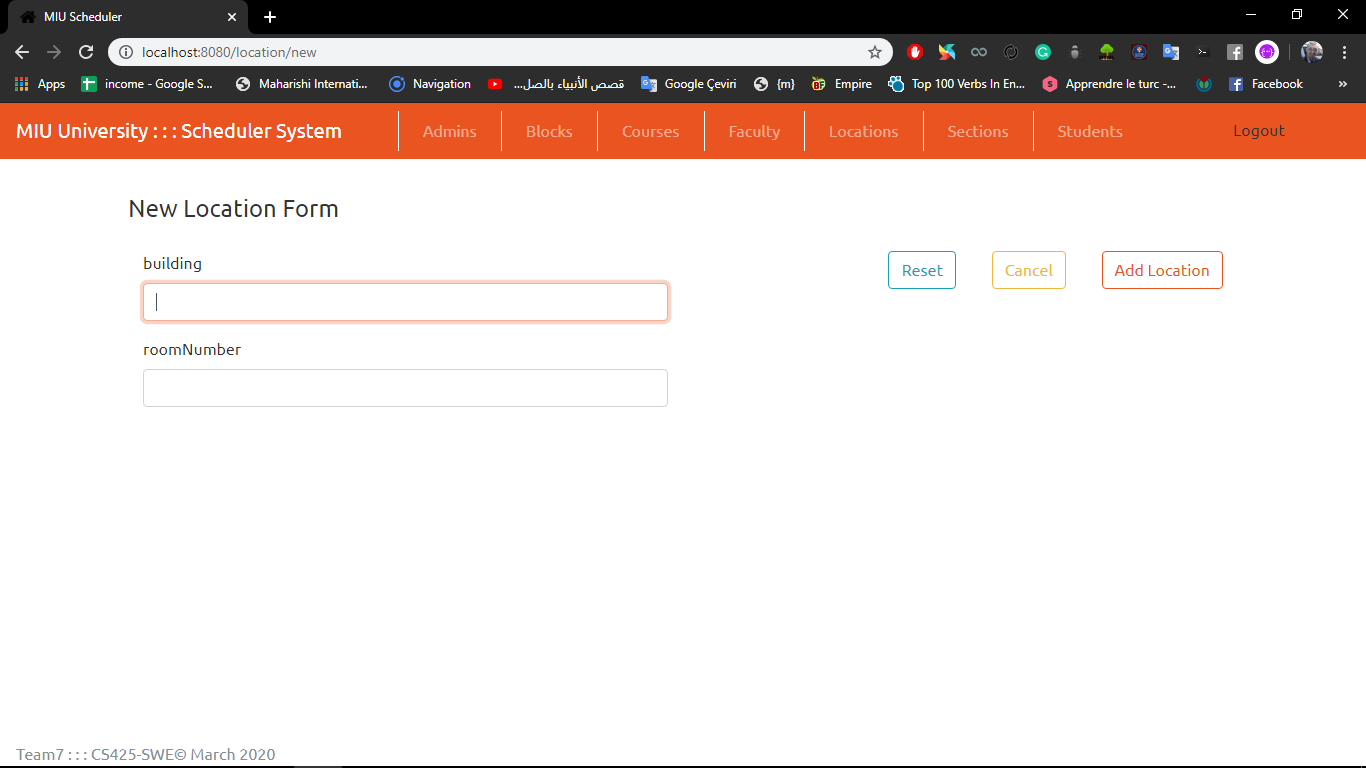 MIU Scheduler
localhost:8080/location/new
Apps income - Google S... Maharishi Internati... Navigation قصص الأنبياء بالصل... Google Çeviri {m} Empire Top 100 Verbs In En... Apprendre le turc -... Facebook »
MIU University : : : Scheduler System Admins Blocks Courses Faculty Locations Sections Students Logout
New Location Form
building Reset Cancel Add Location
roomNumber
Team7 : : : CS425-SWE© March 2020